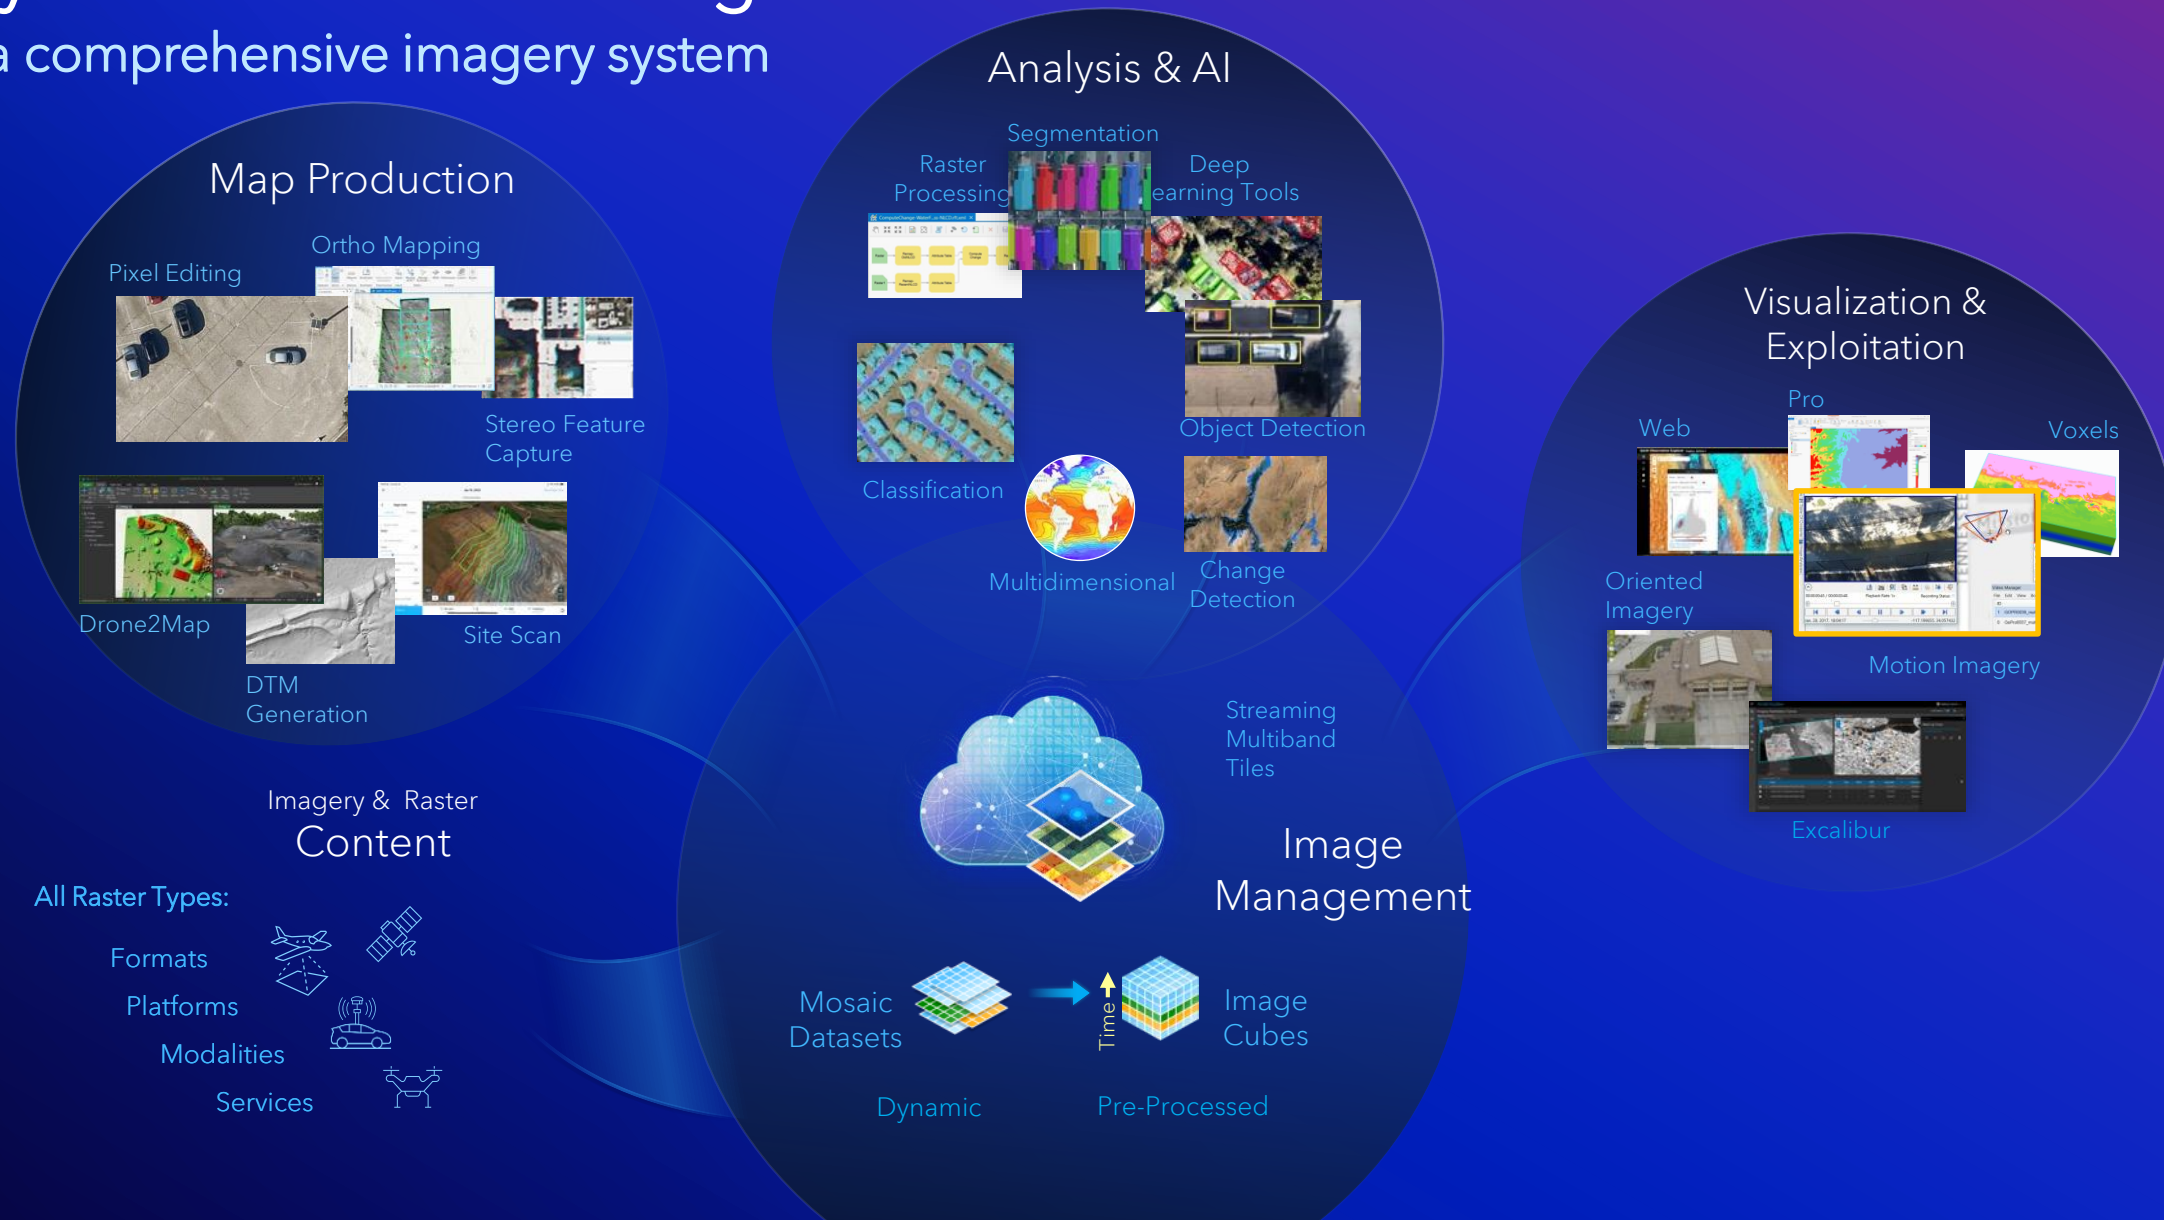 a comprehensive imagery system
Analysis & AI
Segmentation
Raster
Processing
Deep
earning Tools
Classification
Object Detection
Multidimensional
Change
Detection
Map Production
Ortho Mapping
Pixel Editing
Stereo Feature
Capture
Drone2Map
Site Scan
DTM
Generation
Visualization &
Exploitation
Pro
Web
Voxels
Oriented
Imagery
Motion Imagery
Excalibur
Imagery & Raster
Content
All Raster Types:
Formats
Platforms
Modalities
Services
Streaming
Multiband
Tiles
Image
Management
Mosaic
Datasets
Time
Image
Cubes
Dynamic
Pre-Processed